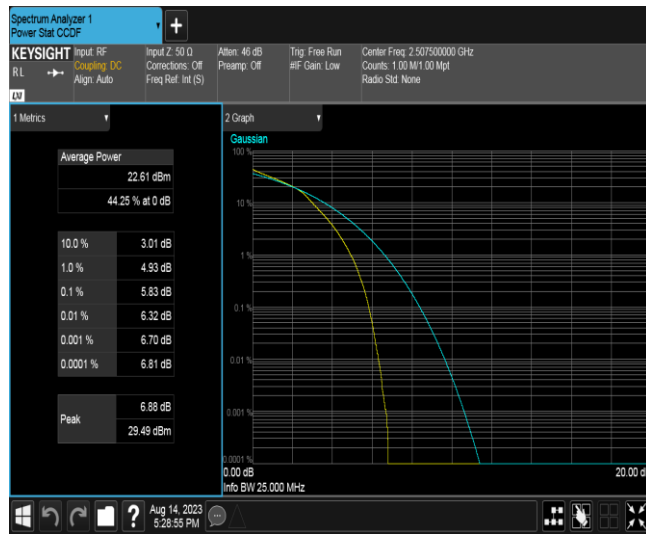 Spectrum Analyzer 1
Power Stat CCDF
+
KEYSIGHT
RL
LXI
Input: RF
Coupling: DC
Align: Auto
Input Z: 50 Ω
Corrections: Off
Freq Ref: Int (S)
Atten: 46 dB
Preamp: Off
Trig: Free Run
#IF Gain: Low
Center Freq: 2.507500000 GHz
Counts: 1.00 M/1.00 Mpt
Radio Std: None
1 Metrics
Average Power
22.61 dBm
44.25 % at 0 dB
10.0 % 3.01 dB
1.0 % 4.93 dB
0.1 % 5.83 dB
0.01 % 6.32 dB
0.001 % 6.70 dB
0.0001 % 6.81 dB
Peak
6.88 dB
29.49 dBm
2 Graph
Gaussian
100 %
10 %
1 %
0.1 %
0.01 %
0.001 %
0.0001 %
0.00 dB 20.00 d
Info BW 25.000 MHz
?
Aug 14, 2023
5:28:55 PM